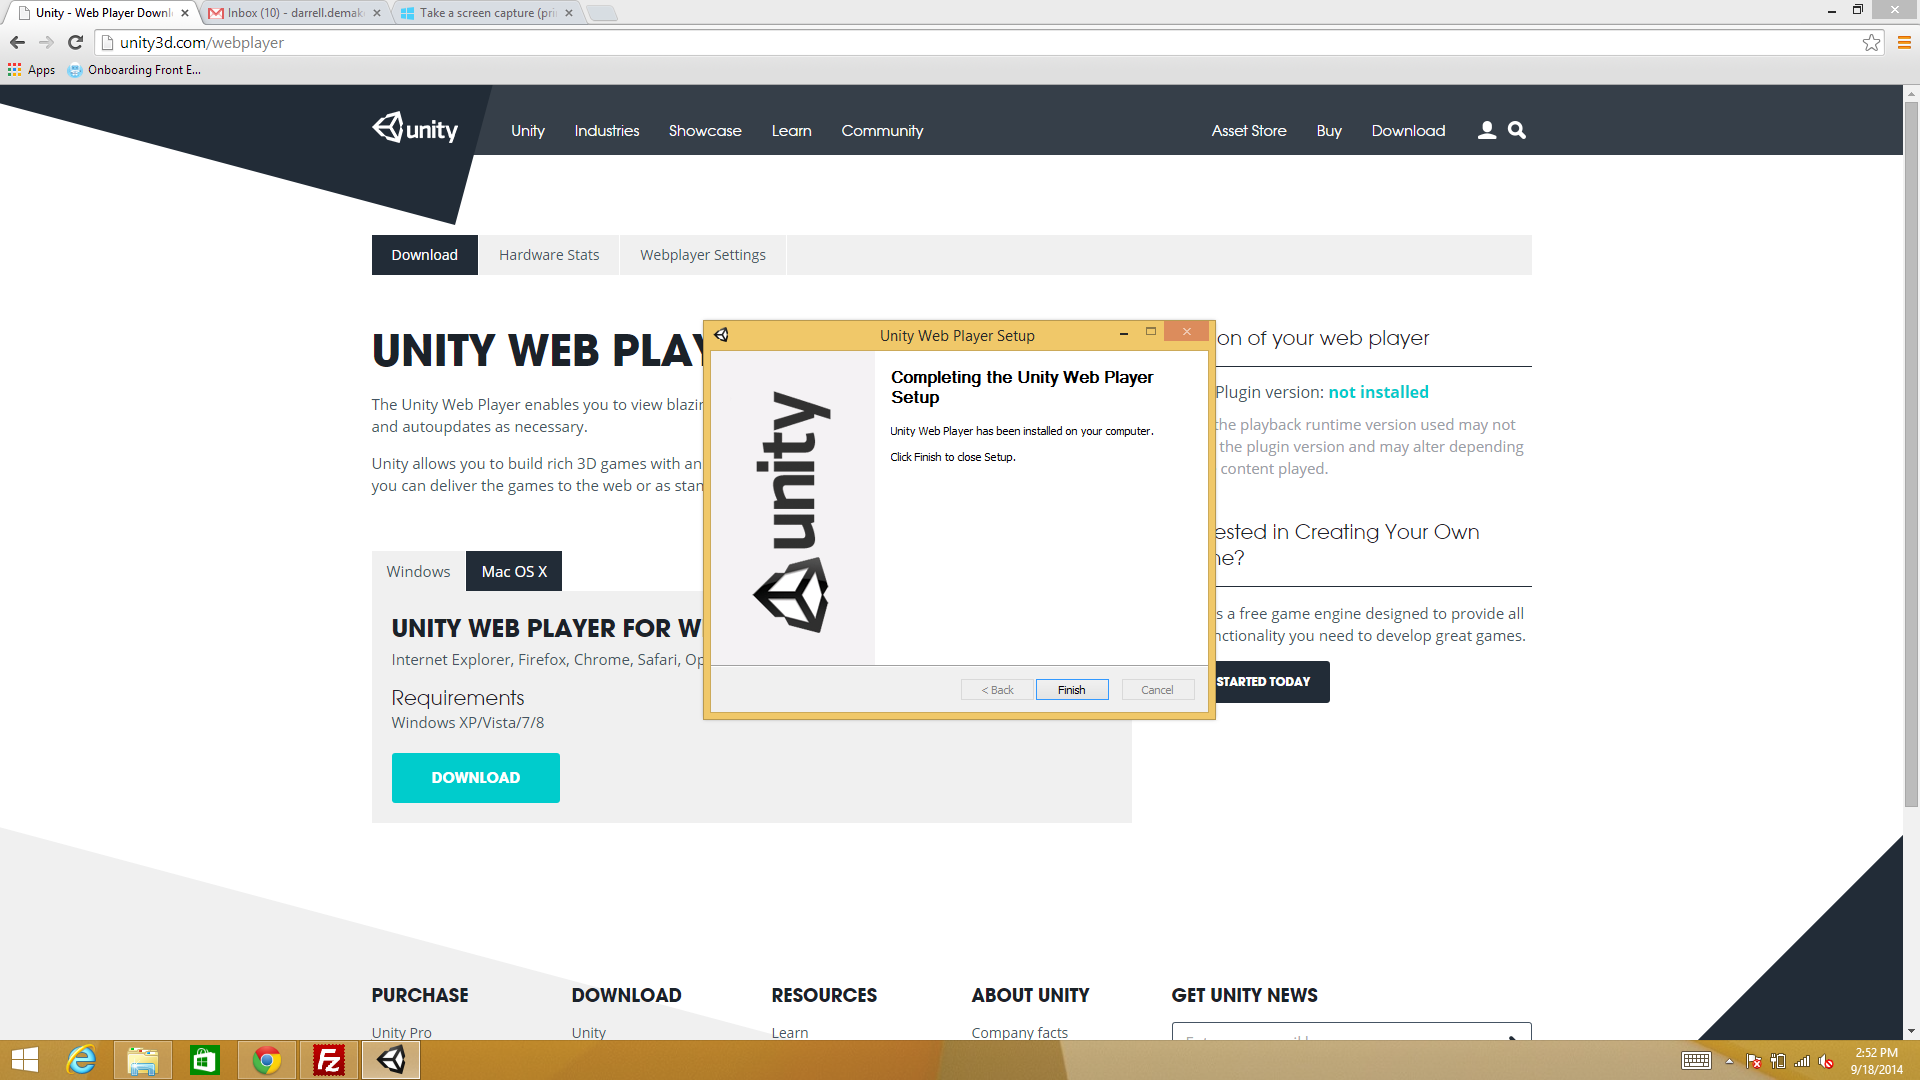 Unity - Web Player Downl
Inbox (10) - darrell.demak
Take a screen capture (pri
unity3d.com/webplayer
Apps
Onboarding Front E...
unity
Unity
Industries
Showcase
Learn
Community
Asset Store
Buy
Download
Download
Hardware Stats
Webplayer Settings
UNITY WEB PLAY
The Unity Web Player enables you to view blazin
and autoupdates as necessary.
Unity allows you to build rich 3D games with an
you can deliver the games to the web or as stan
Windows
Mac OS X
UNITY WEB PLAYER FOR WI
Internet Explorer, Firefox, Chrome, Safari, Op
Requirements
Windows XP/Vista/7/8
DOWNLOAD
Unity Web Player Setup
unity
Completing the Unity Web Player
Setup
Unity Web Player has been installed on your computer.
Click Finish to close Setup.
< Back
Finish
Cancel
on of your web player
Plugin version: not installed
the playback runtime version used may not
the plugin version and may alter depending
content played.
ested in Creating Your Own
ne?
s a free game engine designed to provide all
nctionality you need to develop great games.
STARTED TODAY
PURCHASE
DOWNLOAD
RESOURCES
ABOUT UNITY
GET UNITY NEWS
Unity Pro
Unity
Learn
Company facts
2:52 PM
9/18/2014